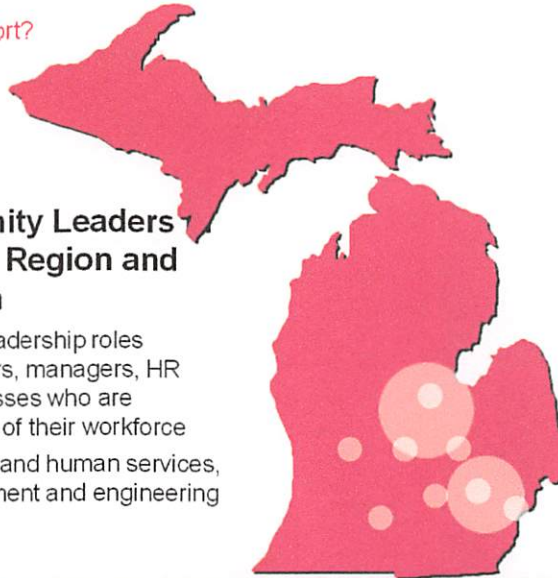 ort?
nity Leaders
Region and
adership roles
rs, managers, HR
sses who are
of their workforce
and human services,
nent and engineering